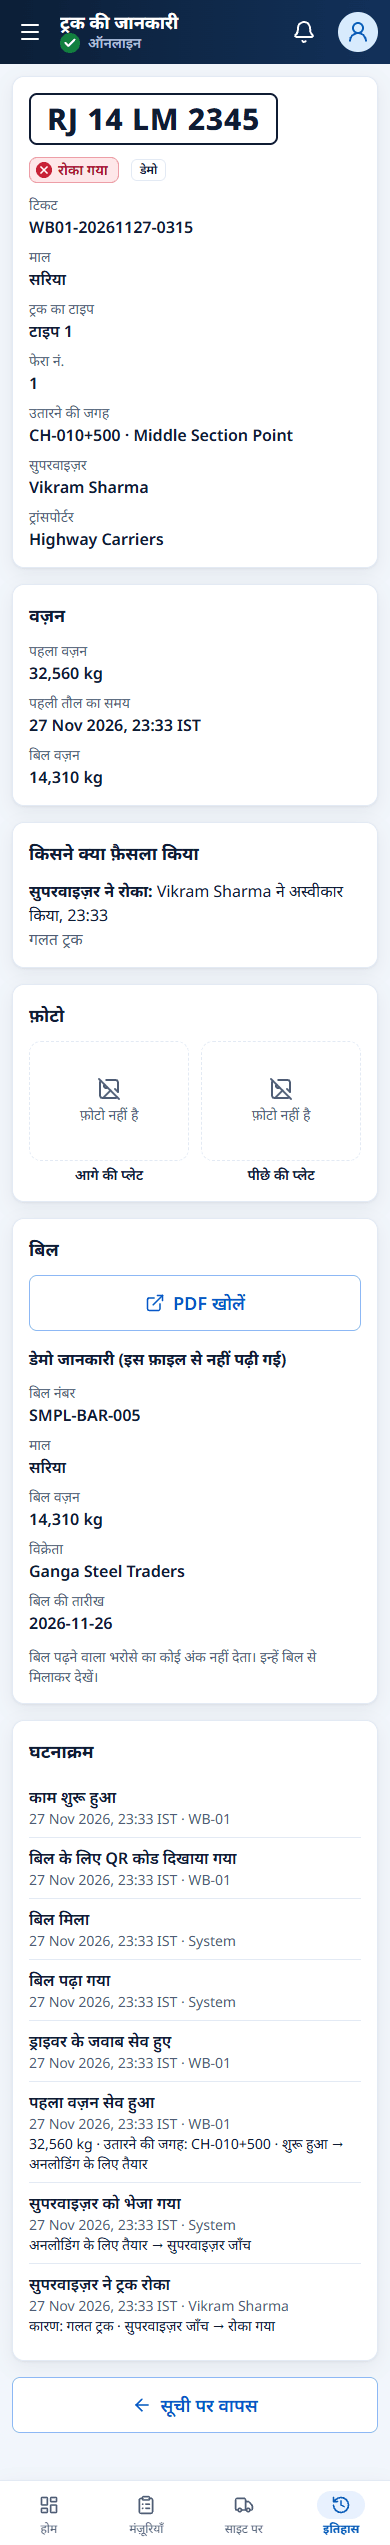 ट्रक की जानकारी
ऑनलाइन
RJ 14 LM 2345
रोका गया
डेमो
टिकट
WB01-20261127-0315
माल
सरिया
ट्रक का टाइप
टाइप 1
फेरा नं.
1
उतारने की जगह
CH-010+500 · Middle Section Point
सुपरवाइज़र
Vikram Sharma
ट्रांसपोर्टर
Highway Carriers
वज़न
पहला वज़न
32,560 kg
पहली तौल का समय
27 Nov 2026, 23:33 IST
बिल वज़न
14,310 kg
किसने क्या फ़ैसला किया
सुपरवाइज़र ने रोका: Vikram Sharma ने अस्वीकार
किया, 23:33
गलत ट्रक
फ़ोटो
फ़ोटो नहीं है
फ़ोटो नहीं है
आगे की प्लेट
पीछे की प्लेट
बिल
PDF खोलें
डेमो जानकारी (इस फ़ाइल से नहीं पढ़ी गई)
बिल नंबर
SMPL-BAR-005
माल
सरिया
बिल वज़न
14,310 kg
विक्रेता
Ganga Steel Traders
बिल की तारीख
2026-11-26
बिल पढ़ने वाला भरोसे का कोई अंक नहीं देता। इन्हें बिल से
मिलाकर देखें।
घटनाक्रम
काम शुरू हुआ
27 Nov 2026, 23:33 IST · WB-01
बिल के लिए QR कोड दिखाया गया
27 Nov 2026, 23:33 IST · WB-01
बिल मिला
27 Nov 2026, 23:33 IST · System
बिल पढ़ा गया
27 Nov 2026, 23:33 IST · System
ड्राइवर के जवाब सेव हुए
27 Nov 2026, 23:33 IST · WB-01
पहला वज़न सेव हुआ
27 Nov 2026, 23:33 IST · WB-01
32,560 kg · उतारने की जगह: CH-010+500 · शुरू हुआ →
अनलोडिंग के लिए तैयार
सुपरवाइज़र को भेजा गया
27 Nov 2026, 23:33 IST · System
अनलोडिंग के लिए तैयार → सुपरवाइज़र जाँच
सुपरवाइज़र ने ट्रक रोका
27 Nov 2026, 23:33 IST · Vikram Sharma
कारण: गलत ट्रक · सुपरवाइज़र जाँच → रोका गया
← सूची पर वापस
होम
मंज़ूरियाँ
साइट पर
इतिहास